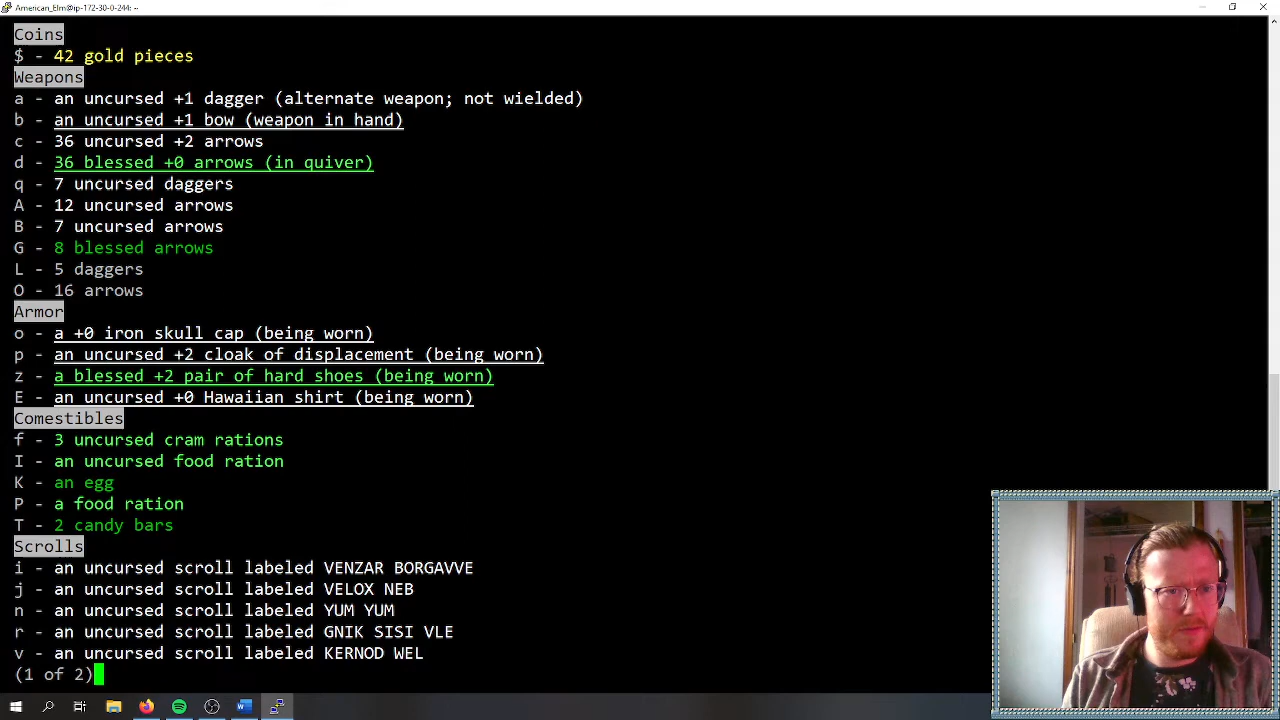 American_Elm@ip-172-30-0-244: ~
Coins
$ - 42 gold pieces
Weapons
a - an uncursed +1 dagger (alternate weapon; not wielded)
b - an uncursed +1 bow (weapon in hand)
c - 36 uncursed +2 arrows
d - 36 blessed +0 arrows (in quiver)
q - 7 uncursed daggers
A - 12 uncursed arrows
B - 7 uncursed arrows
G - 8 blessed arrows
L - 5 daggers
O - 16 arrows
Armor
o - a +0 iron skull cap (being worn)
p - an uncursed +2 cloak of displacement (being worn)
z - a blessed +2 pair of hard shoes (being worn)
E - an uncursed +0 Hawaiian shirt (being worn)
Comestibles
f - 3 uncursed cram rations
I - an uncursed food ration
K - an egg
P - a food ration
T - 2 candy bars
Scrolls
i - an uncursed scroll labeled VENZAR BORGAVVE
j - an uncursed scroll labeled VELOX NEB
n - an uncursed scroll labeled YUM YUM
r - an uncursed scroll labeled GNIK SISI VLE
v - an uncursed scroll labeled KERNOD WEL
(1 of 2)